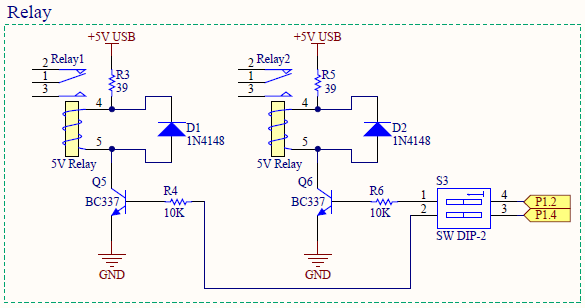 Relay
+5V USB
+5V USB
2 Relay1
1
3
R3
39
4
D1
1N4148
5
5V Relay
Q5
BC337
R4
10K
GND
2 Relay2
1
3
R5
39
4
D2
1N4148
5
5V Relay
Q6
BC337
R6
10K
GND
S3
1
2
4
3
P1.2
P1.4
SW DIP-2